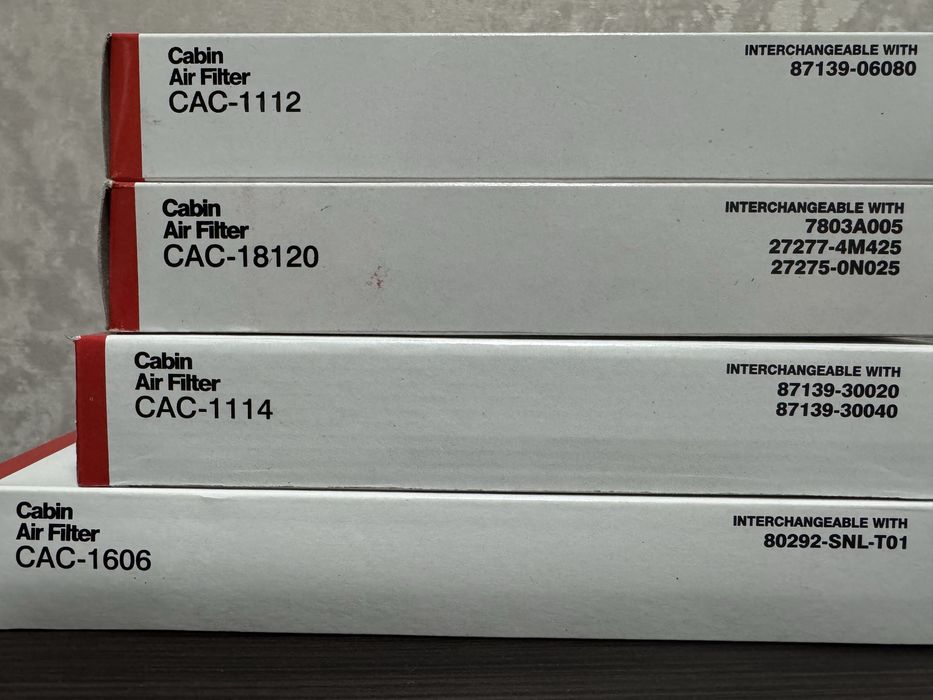 Cabin
Air Filter
CAC-1112
INTERCHANGEABLE WITH
87139-06080
Cabin
Air Filter
CAC-18120
INTERCHANGEABLE WITH
7803A005
27277-4M425
27275-0N025
Cabin
Air Filter
CAC-1114
INTERCHANGEABLE WITH
87139-30020
87139-30040
Cabin
Air Filter
CAC-1606
INTERCHANGEABLE WITH
80292-SNL-T01